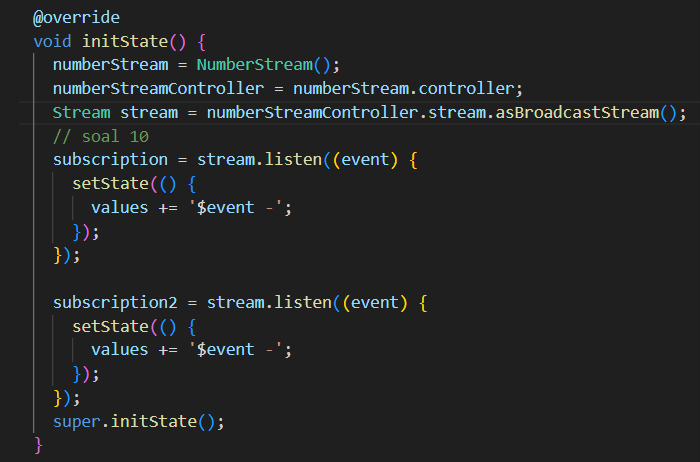 @override
void initState() {
numberStream = NumberStream();
numberStreamController = numberStream.controller;
Stream stream = numberStreamController.stream.asBroadcastStream();
// soal 10
subscription = stream.listen((event) {
setState(() {
values += '$event -';
});
});
subscription2 = stream.listen((event) {
setState(() {
values += '$event -';
});
});
super.initState();
}